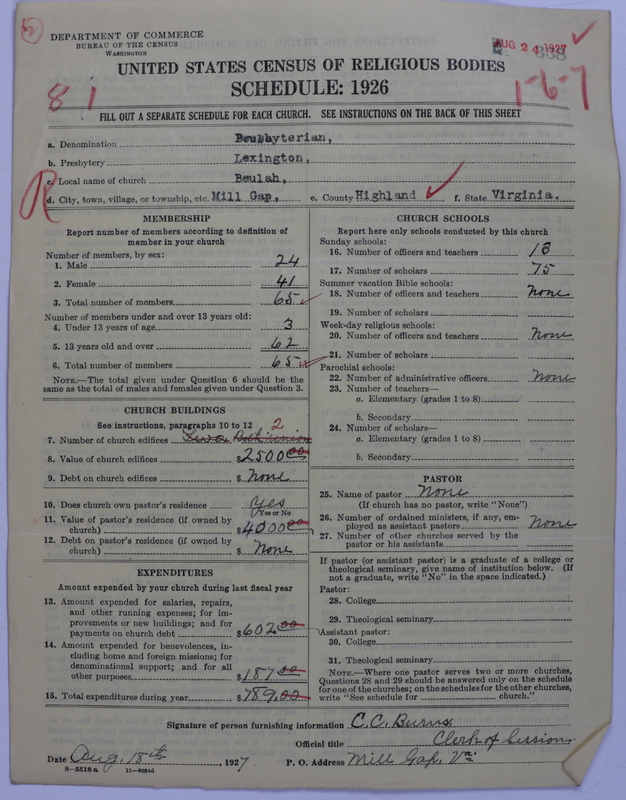 DEPARTMENT OF COMMERCE
BUREAU OF THE CENSUS
WASHINGTON
AUG 24 1927
1-6-7
UNITED STATES CENSUS OF RELIGIOUS BODIES
SCHEDULE: 1926
81
FILL OUT A SEPARATE SCHEDULE FOR EACH CHURCH. SEE INSTRUCTIONS ON THE BACK OF THIS SHEET
a. Denomination
b. Presbytery Lexington,
c. Local name of church Beulah,
R
d. City, town, village, or township, etc. Mill Gap, e. County Highland f. State Virginia.
MEMBERSHIP
Report number of members according to definition of
member in your church
Number of members, by sex:
1. Male 24
2. Female 41
3. Total number of members 65
Number of members under and over 13 years old:
4. Under 13 years of age 3
5. 13 years old and over 62
6. Total number of members 65
NOTE.—The total given under Question 6 should be the
same as the total of males and females given under Question 3.
CHURCH BUILDINGS
See instructions, paragraphs 10 to 12 2
7. Number of church edifices Two Both Union
8. Value of church edifices $2500 00
9. Debt on church edifices $ None
10. Does church own pastor's residence Yes
Yes or No
11. Value of pastor's residence (if owned by
church) $4000 00
12. Debt on pastor's residence (if owned by
church) $ None
EXPENDITURES
Amount expended by church during last fiscal year
13. Amount expended for salaries, repairs,
and other running expenses; for im-
provements or new buildings; and for
payments on church debt $602 00
14. Amount expended for benevolences, in-
cluding home and foreign missions; for
denominational support; and for all
other purposes $187 00
15. Total expenditures during year $789.00
CHURCH SCHOOLS
Report here only schools conducted by this church
Sunday schools:
16. Number of officers and teachers 13
17. Number of scholars 75
Summer vacation Bible schools:
18. Number of officers and teachers None
19. Number of scholars
Week-day religious schools:
20. Number of officers and teachers None
21. Number of scholars
Parochial schools:
22. Number of administrative officers None
23. Number of teachers—
a. Elementary (grades 1 to 8)
b. Secondary
24. Number of scholars—
a. Elementary (grades 1 to 8)
b. Secondary
PASTOR
25. Name of pastor None
(If church has no pastor, write "None")
26. Number of ordained ministers, if any, em-
ployed as assistant pastors None
27. Number of other churches served by the
pastor or his assistants
If pastor (or assistant pastor) is a graduate of a college or
theological seminary, give name of institution below. (If
not a graduate, write "No" in the space indicated.)
Pastor:
28. College
29. Theological seminary
Assistant pastor:
30. College
31. Theological seminary
NOTE.—Where one pastor serves two or more churches,
Questions 28 and 29 should be answered only on the schedule
for one of the churches; on the schedules for the other churches,
write "See schedule for church."
Signature of person furnishing information C. C. Burns
Official title Clerk of Session
Date Aug. 18th, 1927 P. O. Address Mill Gap, Va.
8—5518a 11—9054d